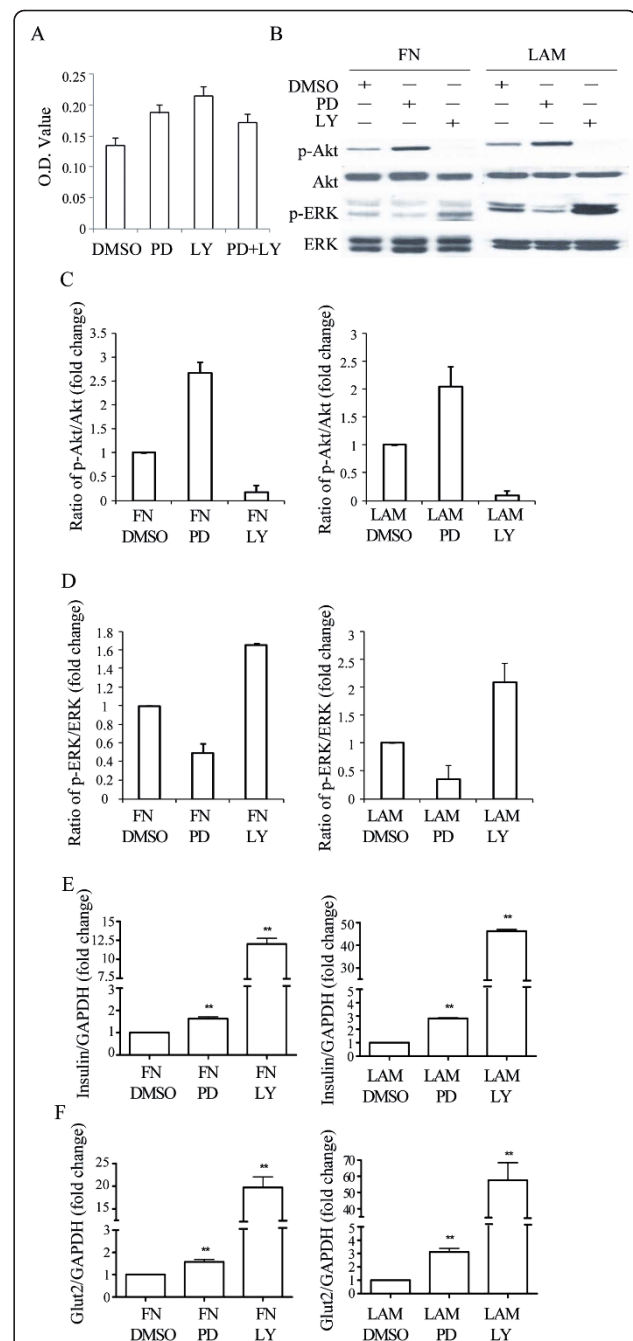 A
O.D. Value
0.25
0.20
0.15
0.10
0.05
0
DMSO PD LY PD+LY
B
FN LAM
DMSO + — — + — —
PD — + — — + —
LY — — + — — +
p-Akt
Akt
p-ERK
ERK
C
Ratio of p-Akt/Akt (fold change)
3.5
3
2.5
2
1.5
1
0.5
0
FN FN FN
DMSO PD LY
Ratio of p-Akt/Akt (fold change)
3
2.5
2
1.5
1
0.5
0
LAM LAM LAM
DMSO PD LY
D
Ratio of p-ERK/ERK (fold change)
1.8
1.6
1.4
1.2
1
0.8
0.6
0.4
0.2
0
FN FN FN
DMSO PD LY
Ratio of p-ERK/ERK (fold change)
2.5
2
1.5
1
0.5
0
LAM LAM LAM
DMSO PD LY
E
Insulin/GAPDH (fold change)
15
12.5
10
7.5
3
2
1
0
** **
FN FN FN
DMSO PD LY
Insulin/GAPDH (fold change)
50
40
30
5
4
3
2
1
0
** **
LAM LAM LAM
DMSO PD LY
F
Glut2/GAPDH (fold change)
25
20
15
10
4
3
2
1
0
** **
FN FN FN
DMSO PD LY
Glut2/GAPDH (fold change)
70
60
50
40
5
4
3
2
1
0
** **
LAM LAM LAM
DMSO PD LY